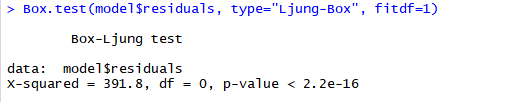 > Box.test(model$residuals, type="Ljung-Box", fitdf=1)
Box-Ljung test
data:  model$residuals
X-squared = 391.8, df = 0, p-value < 2.2e-16